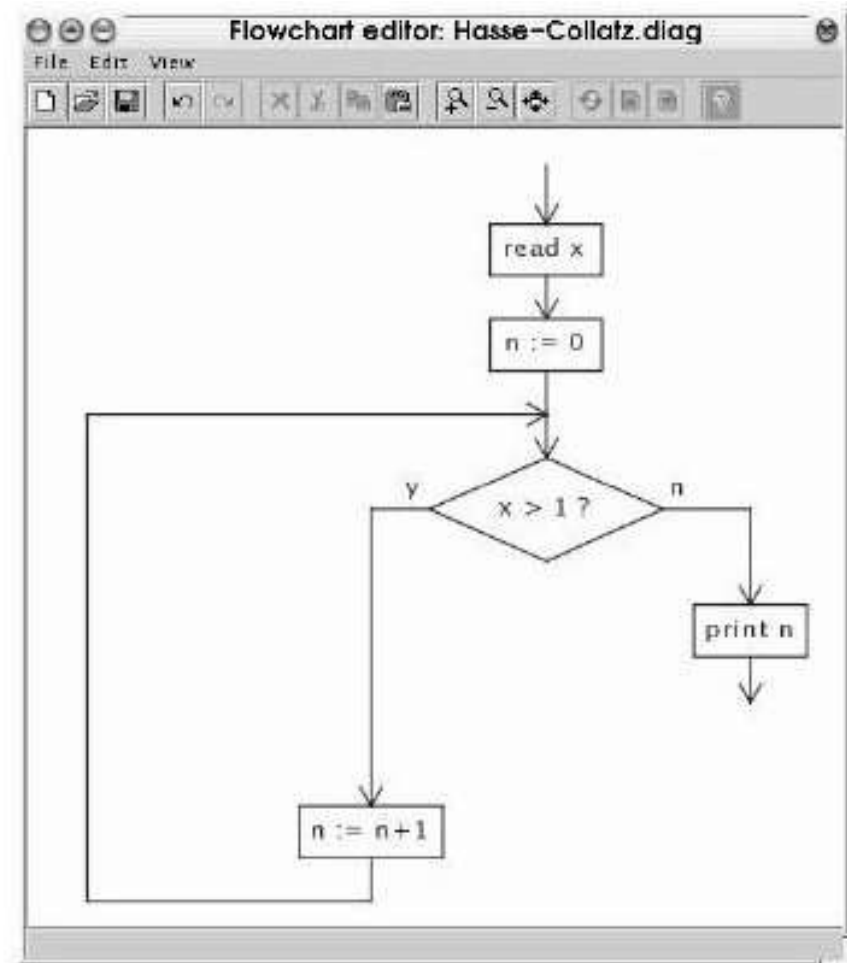 Flowchart editor: Hasse-Collatz.diag
File Edit View
read x
n := 0
y
x > 1 ?
n
print n
n := n+1